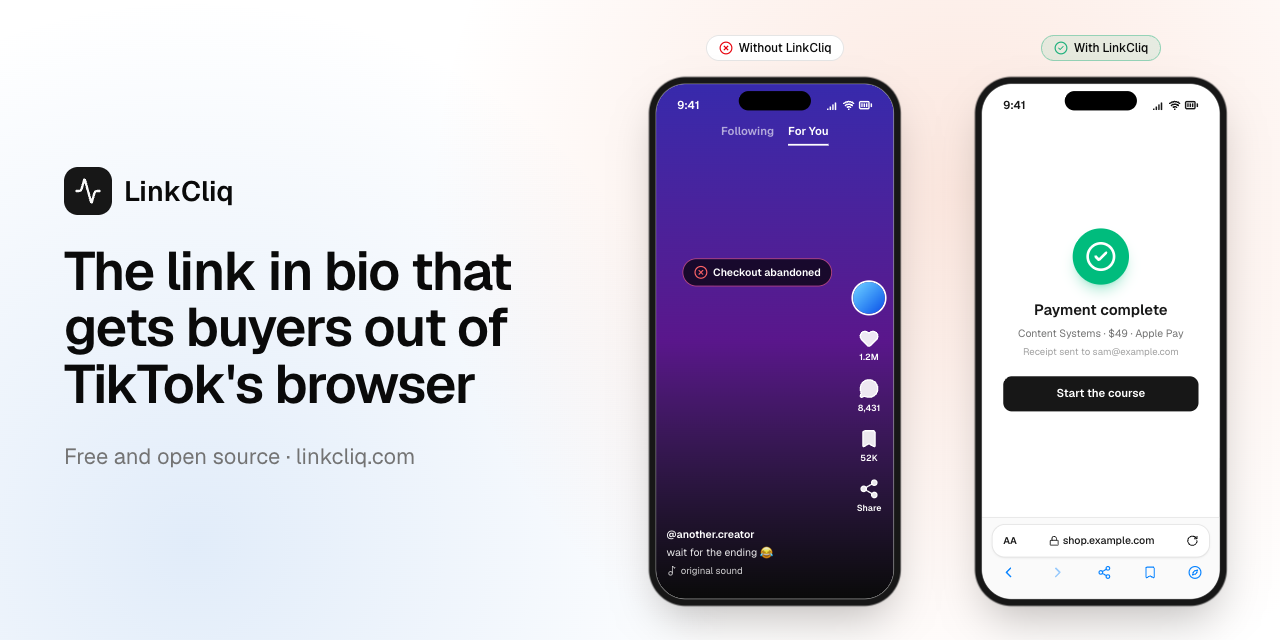 LinkCliq
The link in bio that
gets buyers out of
TikTok's browser
Free and open source · linkcliq.com
Without LinkCliq
9:41
Following For You
Checkout abandoned
1.2M
8,431
52K
Share
@another.creator
wait for the ending 😂
original sound
With LinkCliq
9:41
Payment complete
Content Systems · $49 · Apple Pay
Receipt sent to sam@example.com
Start the course
AA shop.example.com